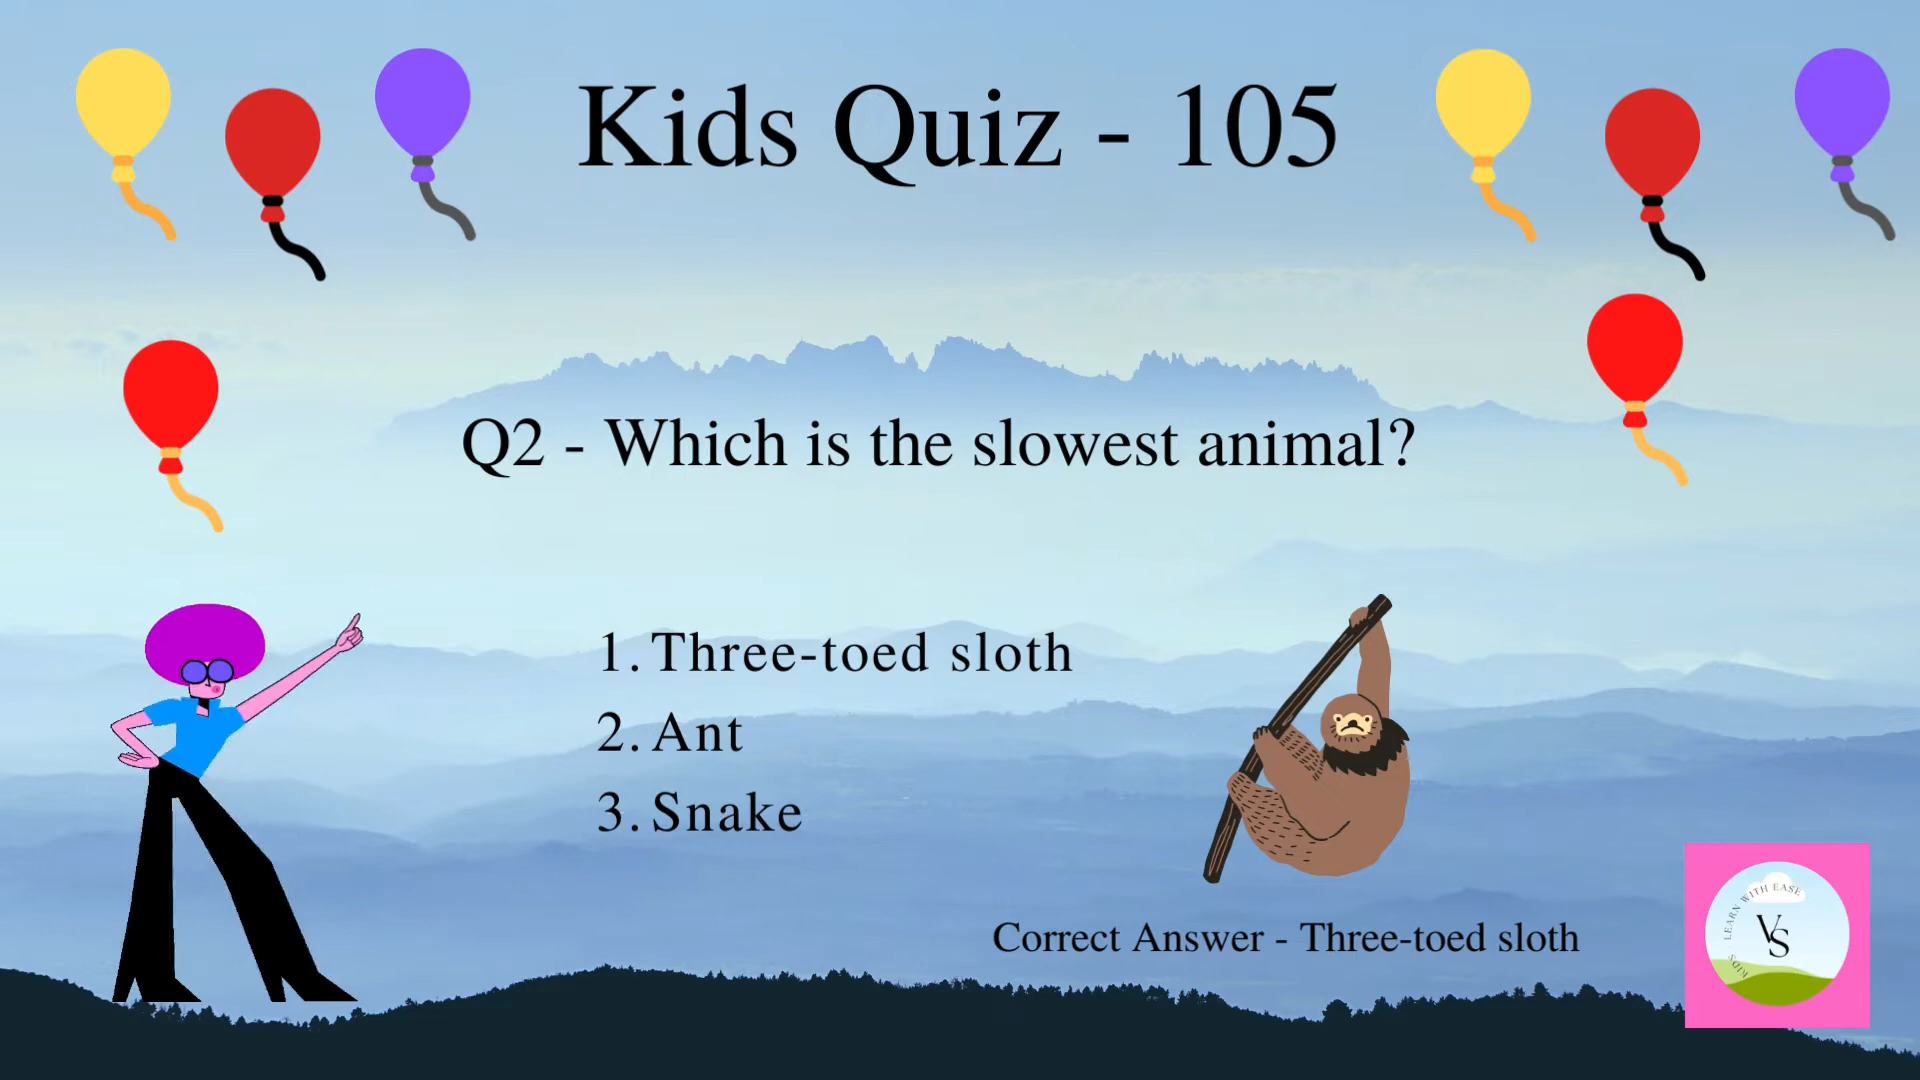 Kids Quiz - 105
Q2 - Which is the slowest animal?
1. Three-toed sloth
2. Ant
3. Snake
Correct Answer - Three-toed sloth
KIDS LEARN WITH EASE
VS